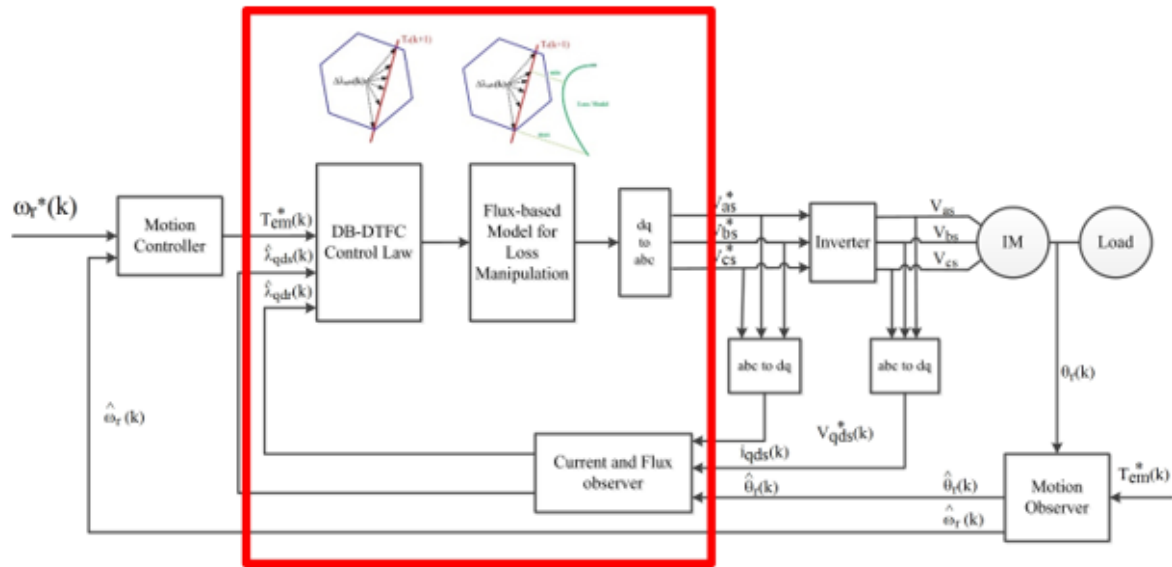 Tₑ(k+1)
Tₑ(k+1)
Loss Model
ωᵣ*(k)
Motion
Controller
T*em(k)
λ̂qds(k)
λ̂qdr(k)
DB-DTFC
Control Law
Flux-based
Model for
Loss
Manipulation
dq
to
abc
V*as
V*bs
V*cs
Inverter
Vas
Vbs
Vcs
IM
Load
abc to dq
abc to dq
θr(k)
ω̂r(k)
iqds(k)
V*qds(k)
Current and Flux
observer
θ̂r(k)
θ̂r(k)
ω̂r(k)
Motion
Observer
T*em(k)